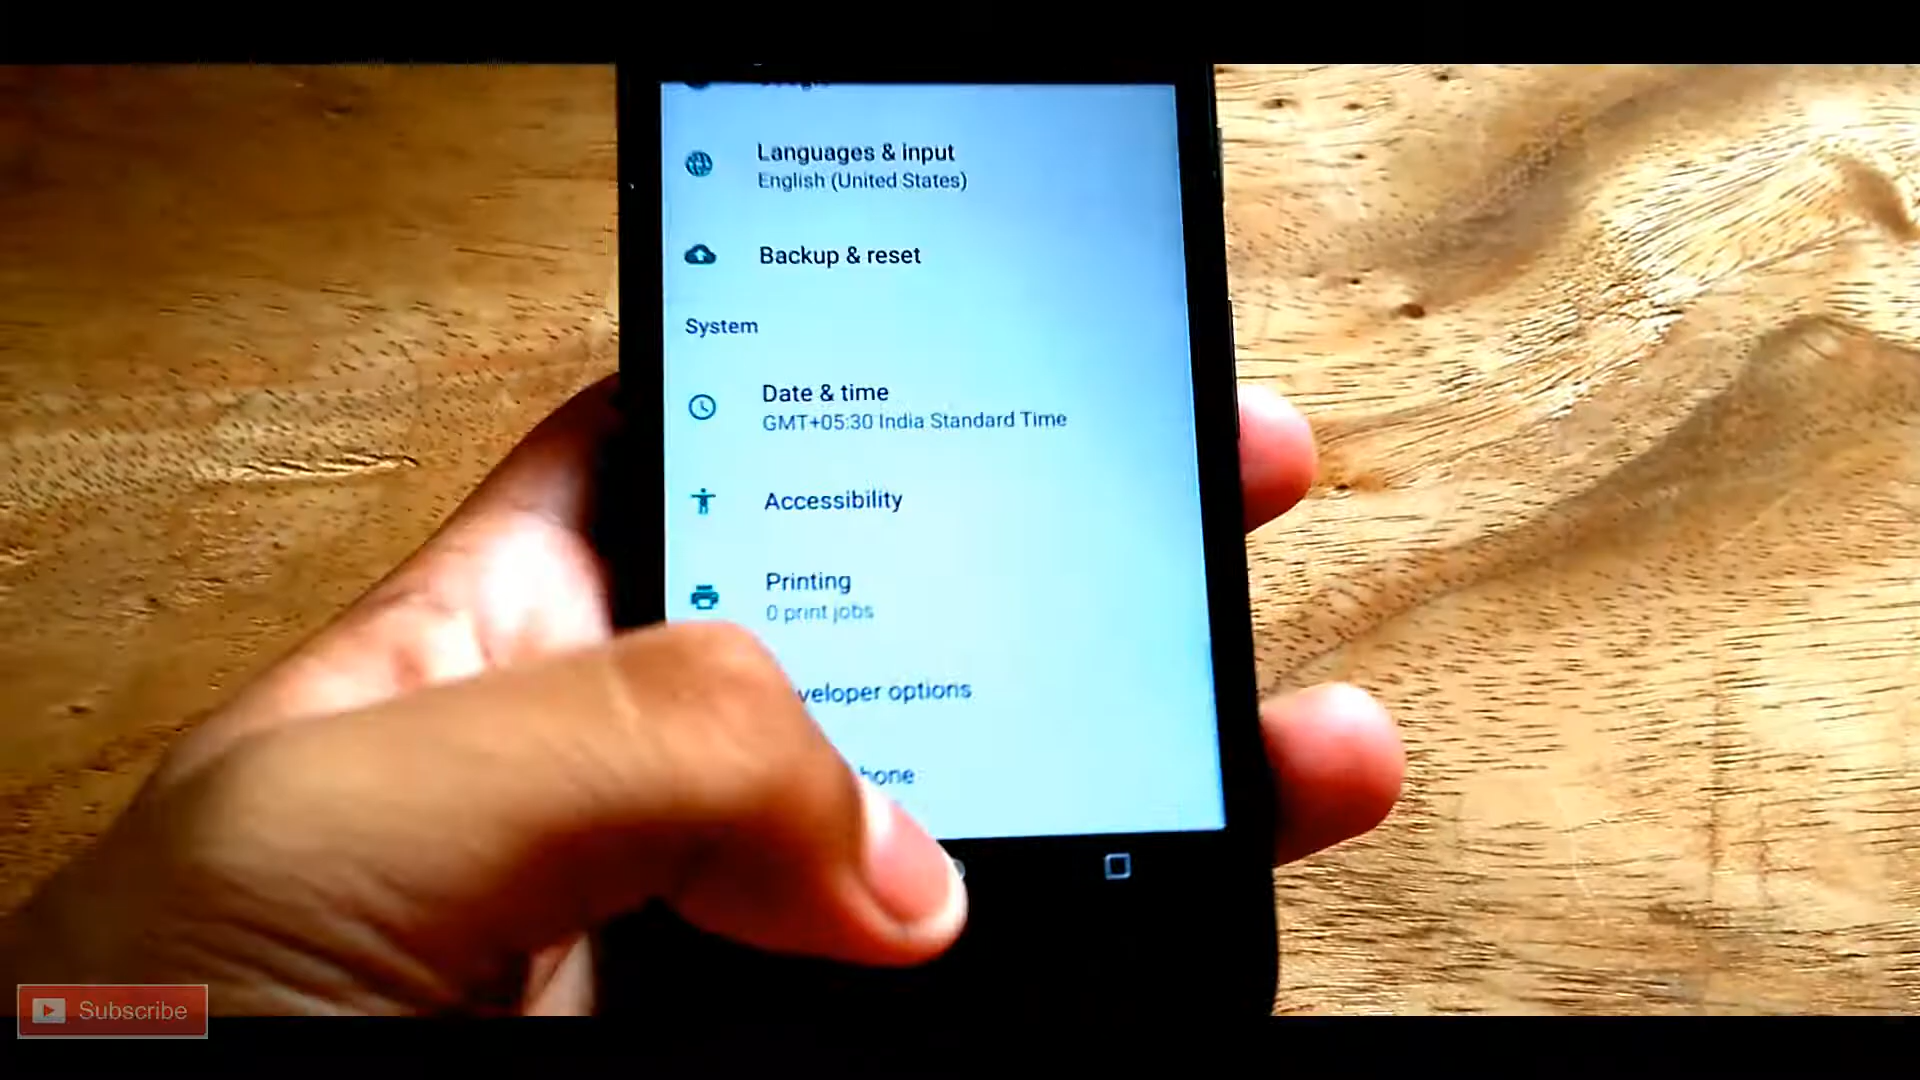 Languages & input
English (United States)
Backup & reset
System
Date & time
GMT+05:30 India Standard Time
Accessibility
Printing
0 print jobs
veloper options
hone
Subscribe